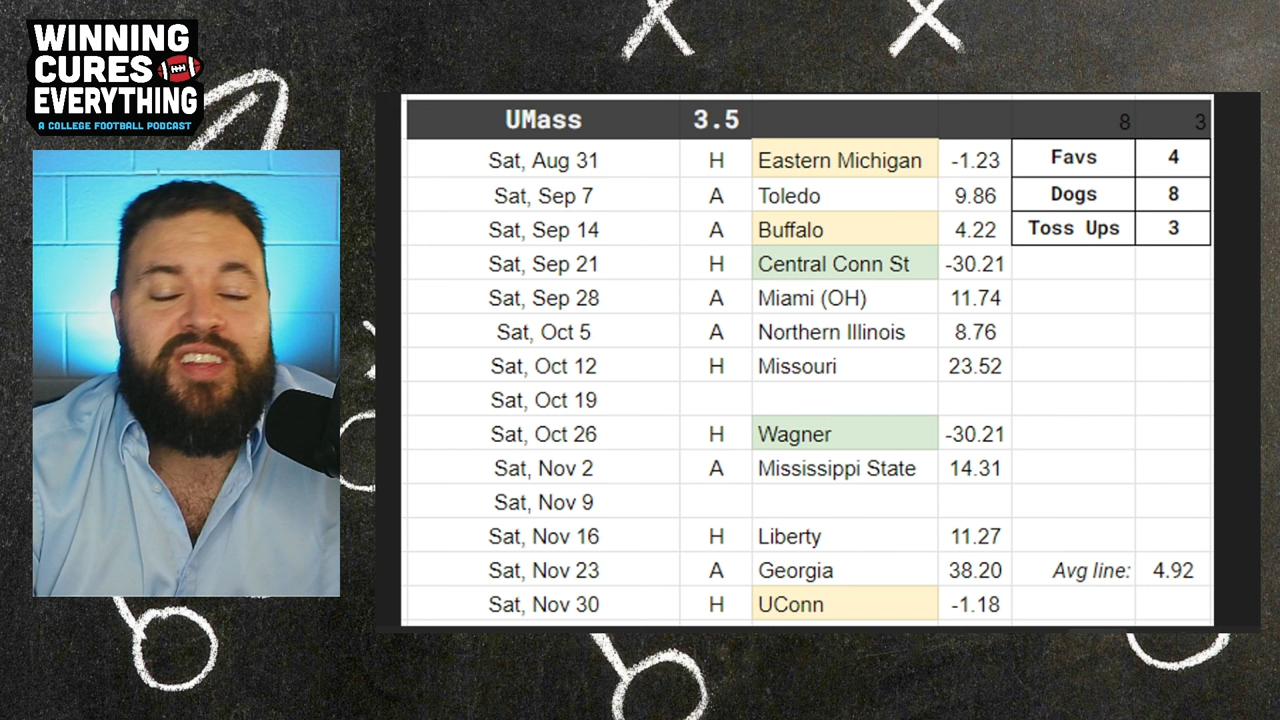 WINNING
CURES
EVERYTHING
A COLLEGE FOOTBALL PODCAST
UMass 3.5 8 3
Sat, Aug 31 H Eastern Michigan -1.23 Favs 4
Sat, Sep 7 A Toledo 9.86 Dogs 8
Sat, Sep 14 A Buffalo 4.22 Toss Ups 3
Sat, Sep 21 H Central Conn St -30.21
Sat, Sep 28 A Miami (OH) 11.74
Sat, Oct 5 A Northern Illinois 8.76
Sat, Oct 12 H Missouri 23.52
Sat, Oct 19
Sat, Oct 26 H Wagner -30.21
Sat, Nov 2 A Mississippi State 14.31
Sat, Nov 9
Sat, Nov 16 H Liberty 11.27
Sat, Nov 23 A Georgia 38.20 Avg line: 4.92
Sat, Nov 30 H UConn -1.18